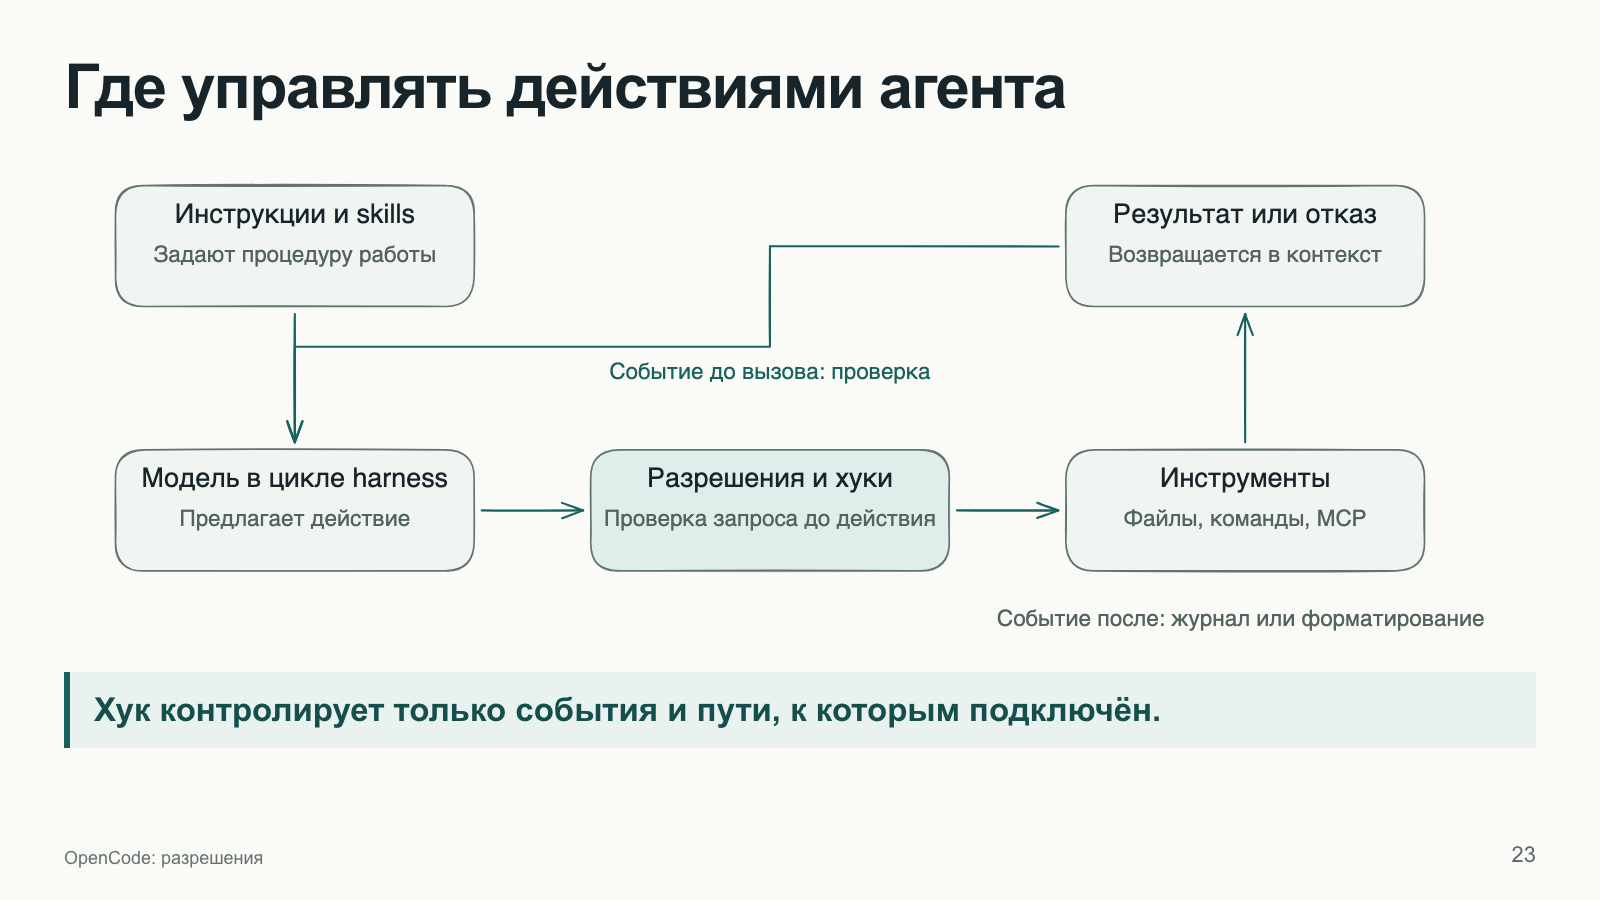 Где управлять действиями агента
Инструкции и skills
Задают процедуру работы
Результат или отказ
Возвращается в контекст
Событие до вызова: проверка
Модель в цикле harness
Предлагает действие
Разрешения и хуки
Проверка запроса до действия
Инструменты
Файлы, команды, MCP
Событие после: журнал или форматирование
Хук контролирует только события и пути, к которым подключён.
OpenCode: разрешения
23